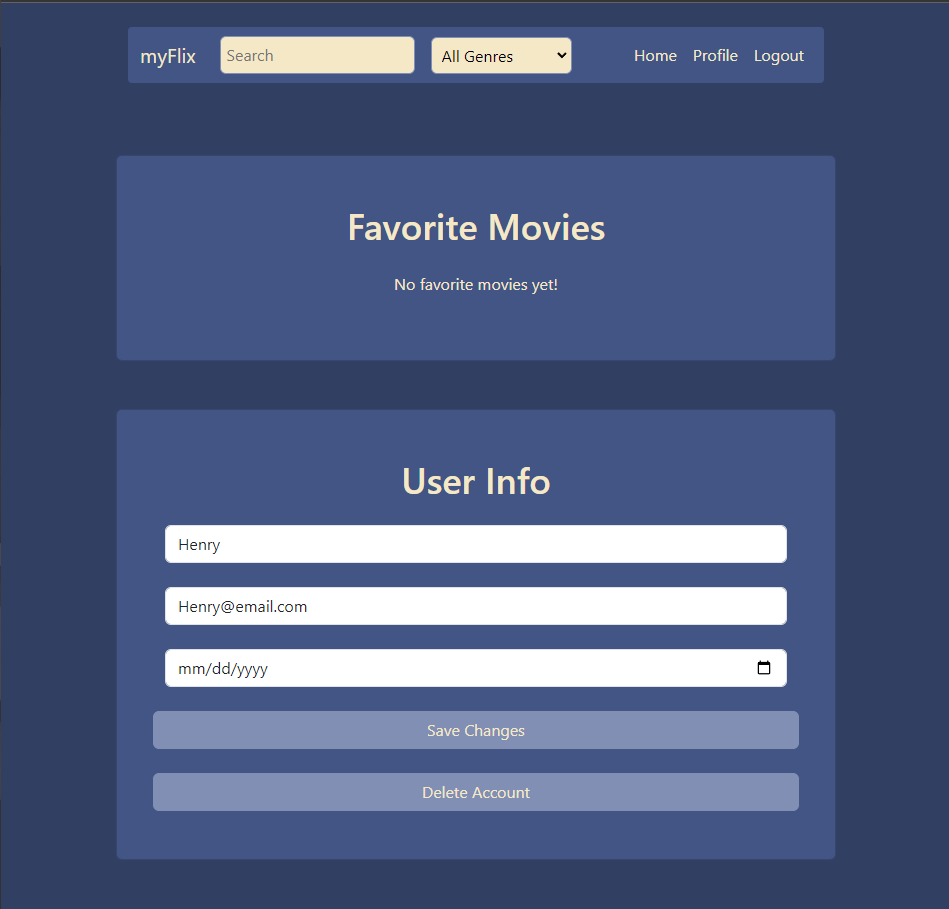 myFlix Search All Genres Home Profile Logout
Favorite Movies
No favorite movies yet!
User Info
Henry
Henry@email.com
mm/dd/yyyy
Save Changes
Delete Account